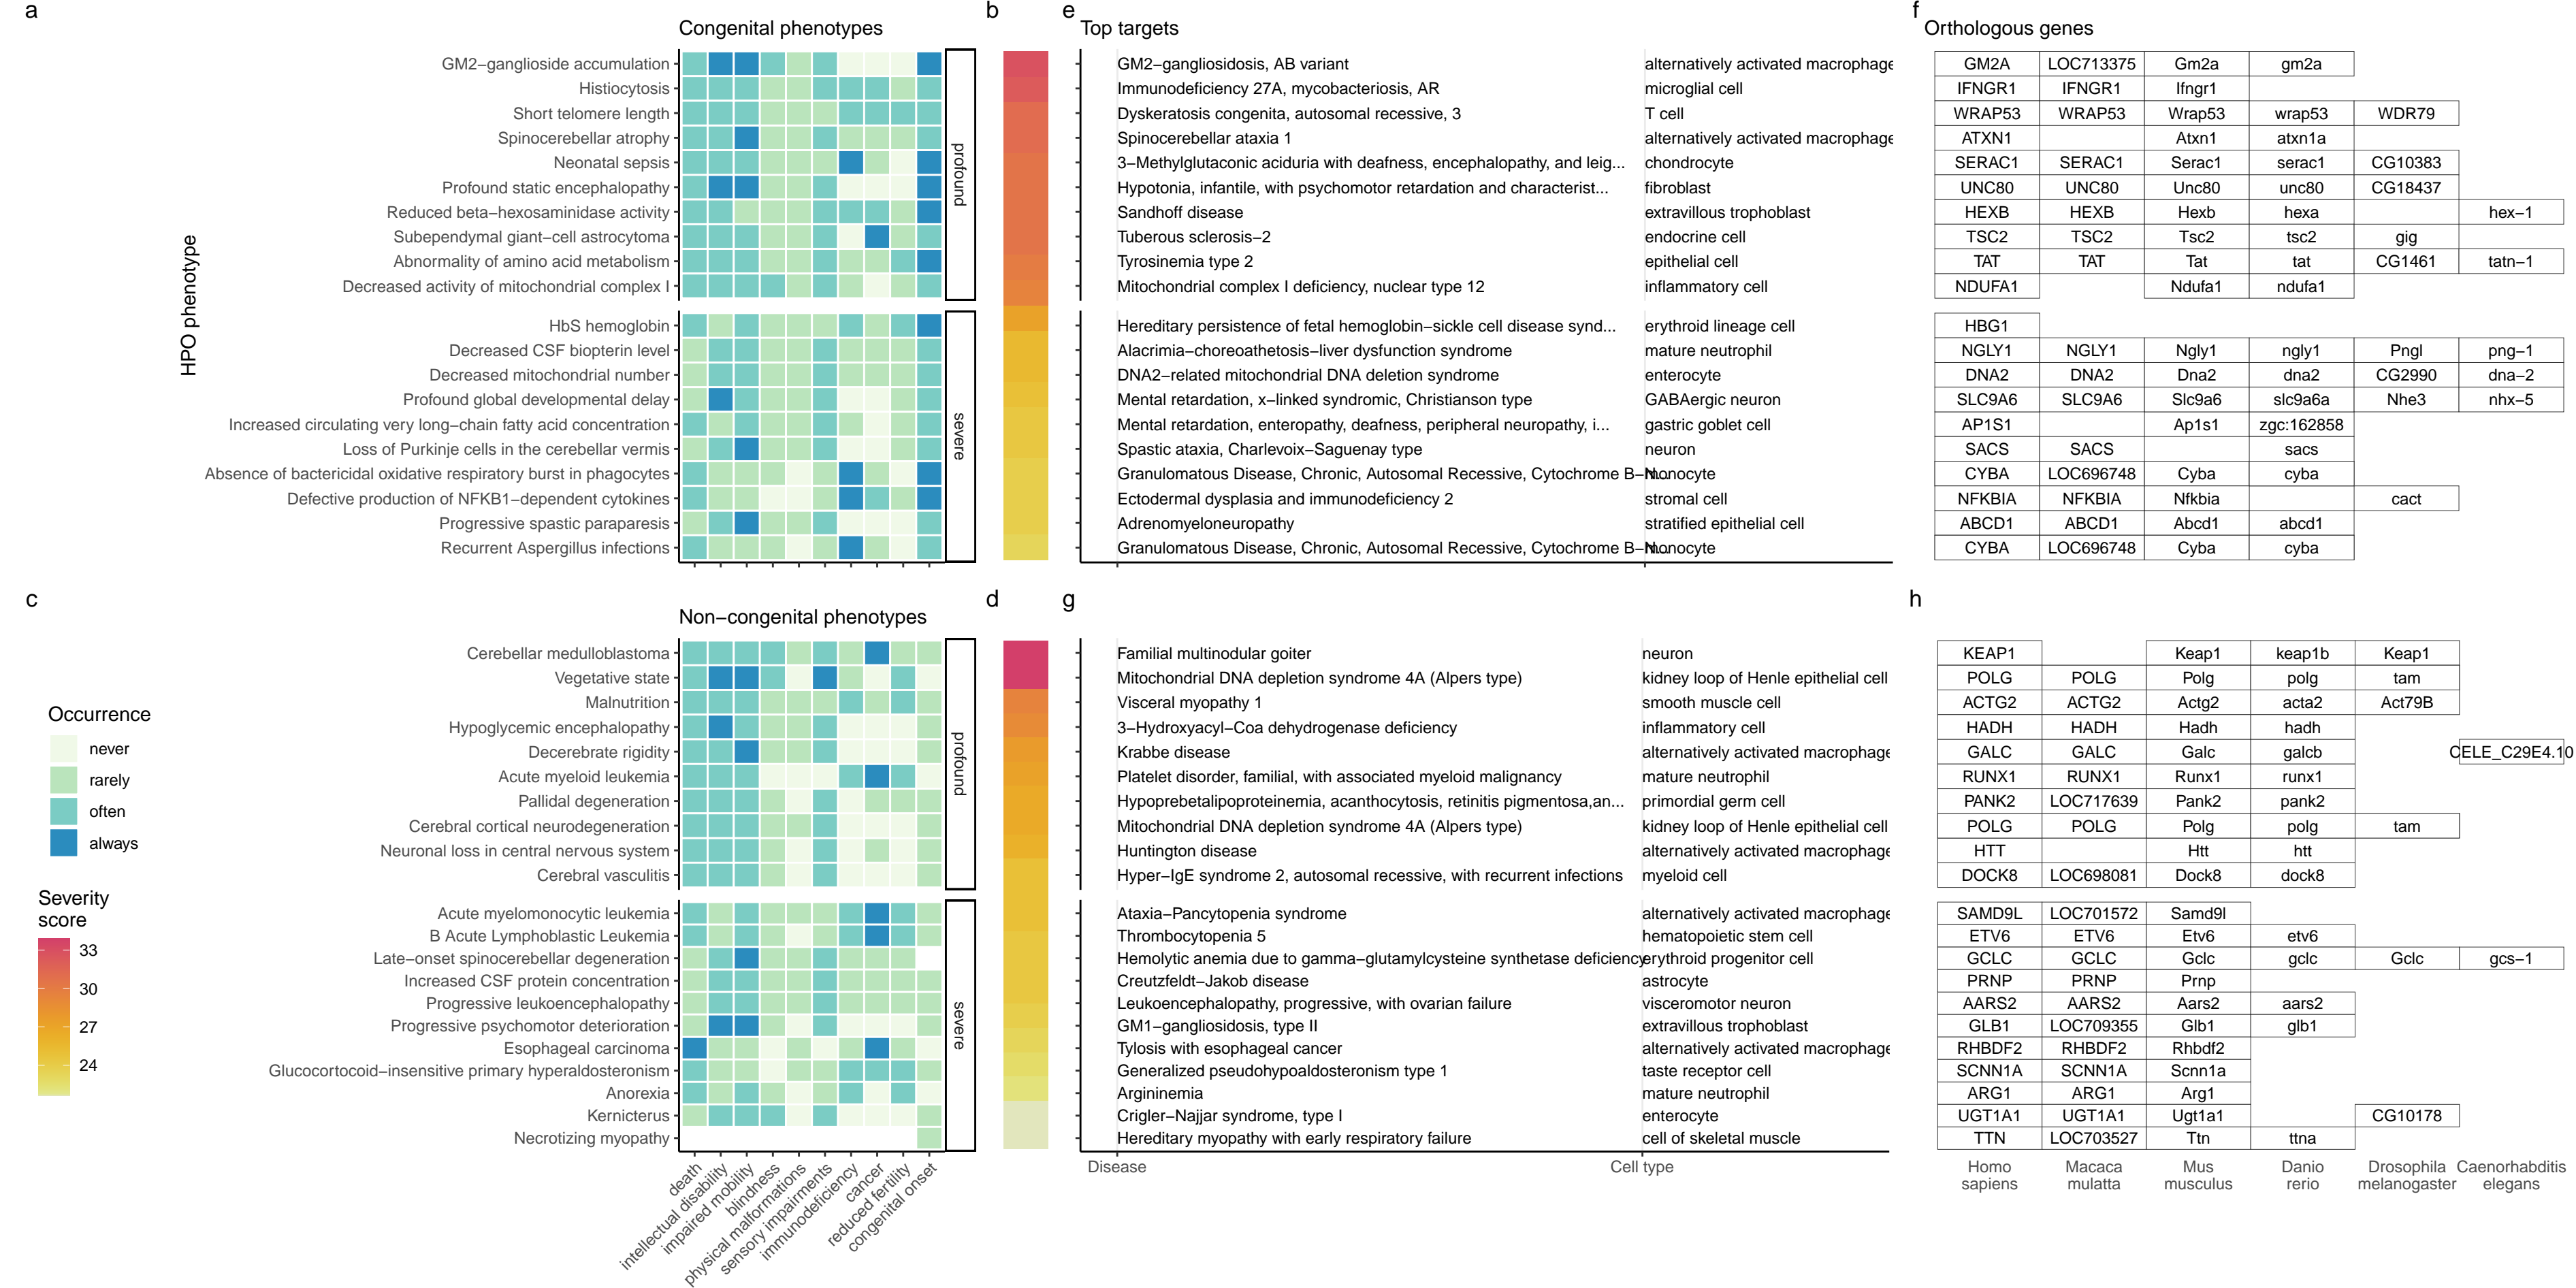 a
b
e
f
Congenital phenotypes
Top targets
Orthologous genes
HPO phenotype
GM2−ganglioside accumulation GM2−gangliosidosis, AB variant alternatively activated macrophage GM2A LOC713375 Gm2a gm2a
Histiocytosis Immunodeficiency 27A, mycobacteriosis, AR microglial cell IFNGR1 IFNGR1 Ifngr1
Short telomere length Dyskeratosis congenita, autosomal recessive, 3 T cell WRAP53 WRAP53 Wrap53 wrap53 WDR79
Spinocerebellar atrophy Spinocerebellar ataxia 1 alternatively activated macrophage ATXN1 Atxn1 atxn1a
Neonatal sepsis 3−Methylglutaconic aciduria with deafness, encephalopathy, and leig... chondrocyte SERAC1 SERAC1 Serac1 serac1 CG10383
Profound static encephalopathy Hypotonia, infantile, with psychomotor retardation and characterist... fibroblast UNC80 UNC80 Unc80 unc80 CG18437
Reduced beta−hexosaminidase activity Sandhoff disease extravillous trophoblast HEXB HEXB Hexb hexa hex−1
Subependymal giant−cell astrocytoma Tuberous sclerosis−2 endocrine cell TSC2 TSC2 Tsc2 tsc2 gig
Abnormality of amino acid metabolism Tyrosinemia type 2 epithelial cell TAT TAT Tat tat CG1461 tatn−1
Decreased activity of mitochondrial complex I Mitochondrial complex I deficiency, nuclear type 12 inflammatory cell NDUFA1 Ndufa1 ndufa1
profound
HbS hemoglobin Hereditary persistence of fetal hemoglobin−sickle cell disease synd... erythroid lineage cell HBG1
Decreased CSF biopterin level Alacrimia−choreoathetosis−liver dysfunction syndrome mature neutrophil NGLY1 NGLY1 Ngly1 ngly1 Pngl png−1
Decreased mitochondrial number DNA2−related mitochondrial DNA deletion syndrome enterocyte DNA2 DNA2 Dna2 dna2 CG2990 dna−2
Profound global developmental delay Mental retardation, x−linked syndromic, Christianson type GABAergic neuron SLC9A6 SLC9A6 Slc9a6 slc9a6a Nhe3 nhx−5
Increased circulating very long−chain fatty acid concentration Mental retardation, enteropathy, deafness, peripheral neuropathy, i... gastric goblet cell AP1S1 Ap1s1 zgc:162858
Loss of Purkinje cells in the cerebellar vermis Spastic ataxia, Charlevoix−Saguenay type neuron SACS SACS sacs
Absence of bactericidal oxidative respiratory burst in phagocytes Granulomatous Disease, Chronic, Autosomal Recessive, Cytochrome B−N... monocyte CYBA LOC696748 Cyba cyba
Defective production of NFKB1−dependent cytokines Ectodermal dysplasia and immunodeficiency 2 stromal cell NFKBIA NFKBIA Nfkbia cact
Progressive spastic paraparesis Adrenomyeloneuropathy stratified epithelial cell ABCD1 ABCD1 Abcd1 abcd1
Recurrent Aspergillus infections Granulomatous Disease, Chronic, Autosomal Recessive, Cytochrome B−N... monocyte CYBA LOC696748 Cyba cyba
severe
c
d
g
h
Non−congenital phenotypes
Cerebellar medulloblastoma Familial multinodular goiter neuron KEAP1 Keap1 keap1b Keap1
Vegetative state Mitochondrial DNA depletion syndrome 4A (Alpers type) kidney loop of Henle epithelial cell POLG POLG Polg polg tam
Malnutrition Visceral myopathy 1 smooth muscle cell ACTG2 ACTG2 Actg2 acta2 Act79B
Hypoglycemic encephalopathy 3−Hydroxyacyl−Coa dehydrogenase deficiency inflammatory cell HADH HADH Hadh hadh
Decerebrate rigidity Krabbe disease alternatively activated macrophage GALC GALC Galc galcb CELE_C29E4.10
Acute myeloid leukemia Platelet disorder, familial, with associated myeloid malignancy mature neutrophil RUNX1 RUNX1 Runx1 runx1
Pallidal degeneration Hypoprebetalipoproteinemia, acanthocytosis, retinitis pigmentosa,an... primordial germ cell PANK2 LOC717639 Pank2 pank2
Cerebral cortical neurodegeneration Mitochondrial DNA depletion syndrome 4A (Alpers type) kidney loop of Henle epithelial cell POLG POLG Polg polg tam
Neuronal loss in central nervous system Huntington disease alternatively activated macrophage HTT Htt htt
Cerebral vasculitis Hyper−IgE syndrome 2, autosomal recessive, with recurrent infections myeloid cell DOCK8 LOC698081 Dock8 dock8
profound
Acute myelomonocytic leukemia Ataxia−Pancytopenia syndrome alternatively activated macrophage SAMD9L LOC701572 Samd9l
B Acute Lymphoblastic Leukemia Thrombocytopenia 5 hematopoietic stem cell ETV6 ETV6 Etv6 etv6
Late−onset spinocerebellar degeneration Hemolytic anemia due to gamma−glutamylcysteine synthetase deficiency erythroid progenitor cell GCLC GCLC Gclc gclc Gclc gcs−1
Increased CSF protein concentration Creutzfeldt−Jakob disease astrocyte PRNP PRNP Prnp
Progressive leukoencephalopathy Leukoencephalopathy, progressive, with ovarian failure visceromotor neuron AARS2 AARS2 Aars2 aars2
Progressive psychomotor deterioration GM1−gangliosidosis, type II extravillous trophoblast GLB1 LOC709355 Glb1 glb1
Esophageal carcinoma Tylosis with esophageal cancer alternatively activated macrophage RHBDF2 RHBDF2 Rhbdf2
Glucocortocoid−insensitive primary hyperaldosteronism Generalized pseudohypoaldosteronism type 1 taste receptor cell SCNN1A SCNN1A Scnn1a
Anorexia Argininemia mature neutrophil ARG1 ARG1 Arg1
Kernicterus Crigler−Najjar syndrome, type I enterocyte UGT1A1 UGT1A1 Ugt1a1 CG10178
Necrotizing myopathy Hereditary myopathy with early respiratory failure cell of skeletal muscle TTN LOC703527 Ttn ttna
severe
Occurrence
never
rarely
often
always
Severity
score
33
30
27
24
death
intellectual disability
impaired mobility
blindness
physical malformations
sensory impairments
immunodeficiency
cancer
reduced fertility
congenital onset
Disease
Cell type
Homo Macaca Mus Danio Drosophila Caenorhabditis
sapiens mulatta musculus rerio melanogaster elegans